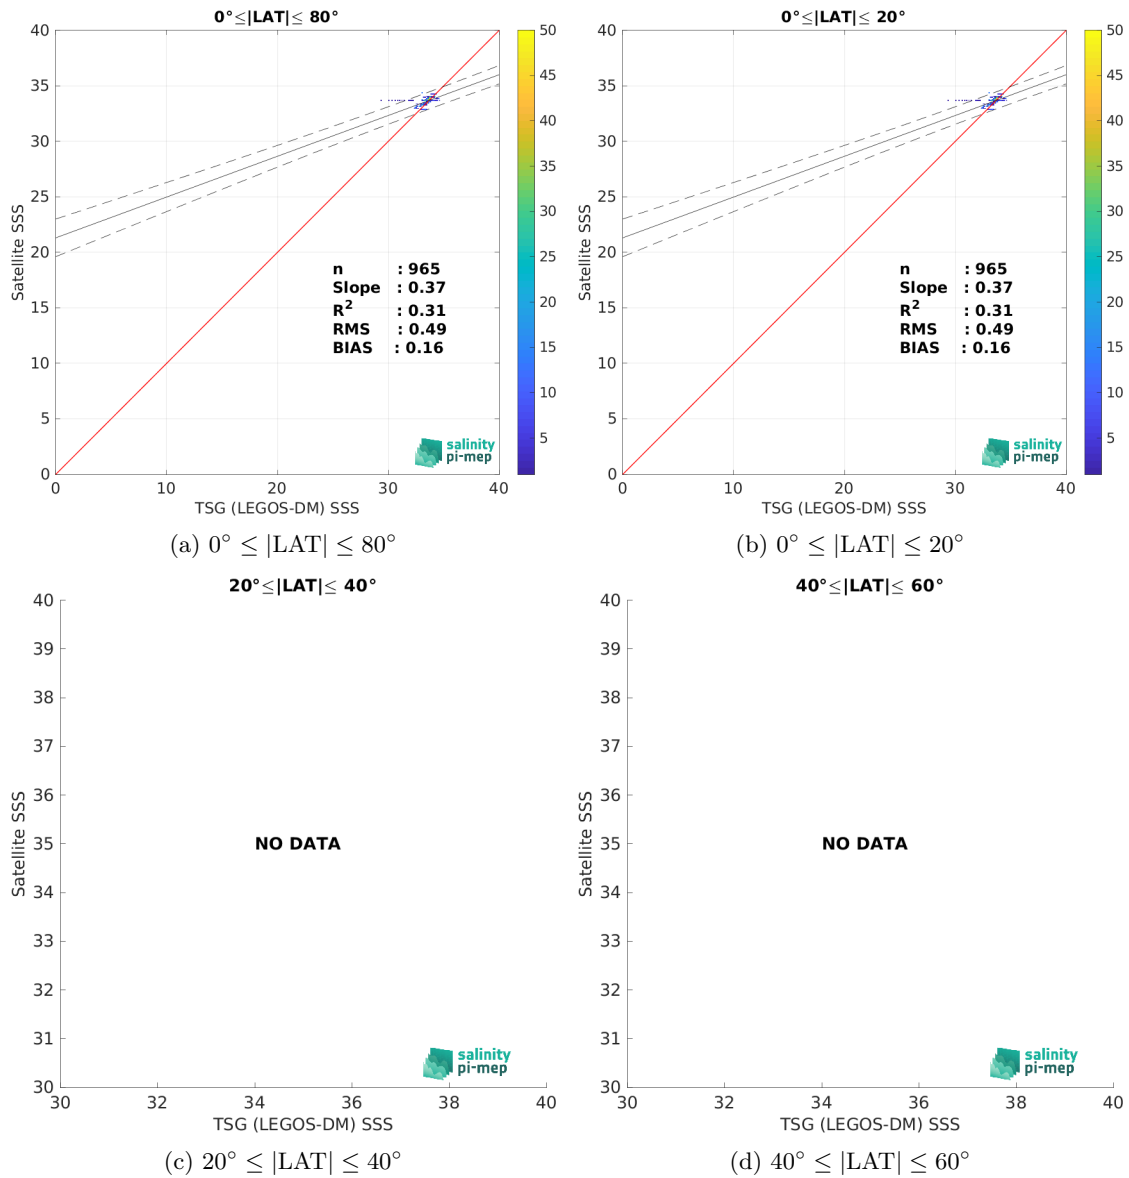 0°≤|LAT|≤ 80°
40
35
30
25
20
15
10
5
0
Satellite SSS
n : 965
Slope : 0.37
R² : 0.31
RMS : 0.49
BIAS : 0.16
salinity
pi-mep
0 10 20 30 40
TSG (LEGOS-DM) SSS
50
45
40
35
30
25
20
15
10
5
(a) 0° ≤ |LAT| ≤ 80°
0°≤|LAT|≤ 20°
40
35
30
25
20
15
10
5
0
Satellite SSS
n : 965
Slope : 0.37
R² : 0.31
RMS : 0.49
BIAS : 0.16
salinity
pi-mep
0 10 20 30 40
TSG (LEGOS-DM) SSS
50
45
40
35
30
25
20
15
10
5
(b) 0° ≤ |LAT| ≤ 20°
20°≤|LAT|≤ 40°
40
39
38
37
36
35
34
33
32
31
30
Satellite SSS
NO DATA
salinity
pi-mep
30 32 34 36 38 40
TSG (LEGOS-DM) SSS
(c) 20° ≤ |LAT| ≤ 40°
40°≤|LAT|≤ 60°
40
39
38
37
36
35
34
33
32
31
30
Satellite SSS
NO DATA
salinity
pi-mep
30 32 34 36 38 40
TSG (LEGOS-DM) SSS
(d) 40° ≤ |LAT| ≤ 60°